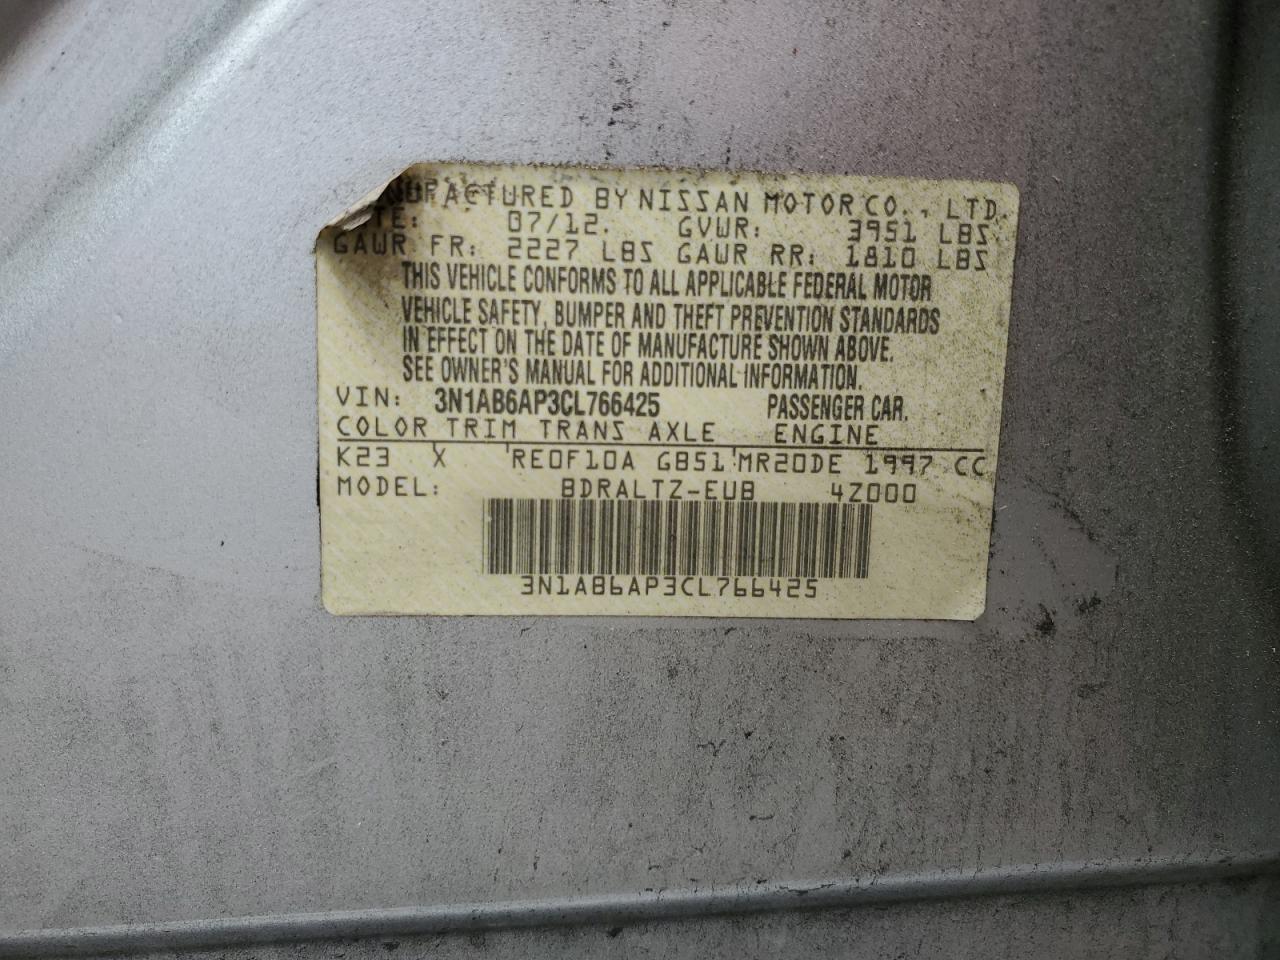 NUFACTURED BY NISSAN MOTOR CO., LTD.
TE: 07/12. GVWR: 3951 LBS
GAWR FR: 2227 LBS GAWR RR: 1810 LBS
THIS VEHICLE CONFORMS TO ALL APPLICABLE FEDERAL MOTOR
VEHICLE SAFETY, BUMPER AND THEFT PREVENTION STANDARDS
IN EFFECT ON THE DATE OF MANUFACTURE SHOWN ABOVE.
SEE OWNER'S MANUAL FOR ADDITIONAL INFORMATION.
VIN: 3N1AB6AP3CL766425 PASSENGER CAR.
COLOR TRIM TRANS AXLE ENGINE
K23 X RE0F10A GB51 MR20DE 1997 CC
MODEL: BDRALTZ-EUB 4Z000
3N1AB6AP3CL766425